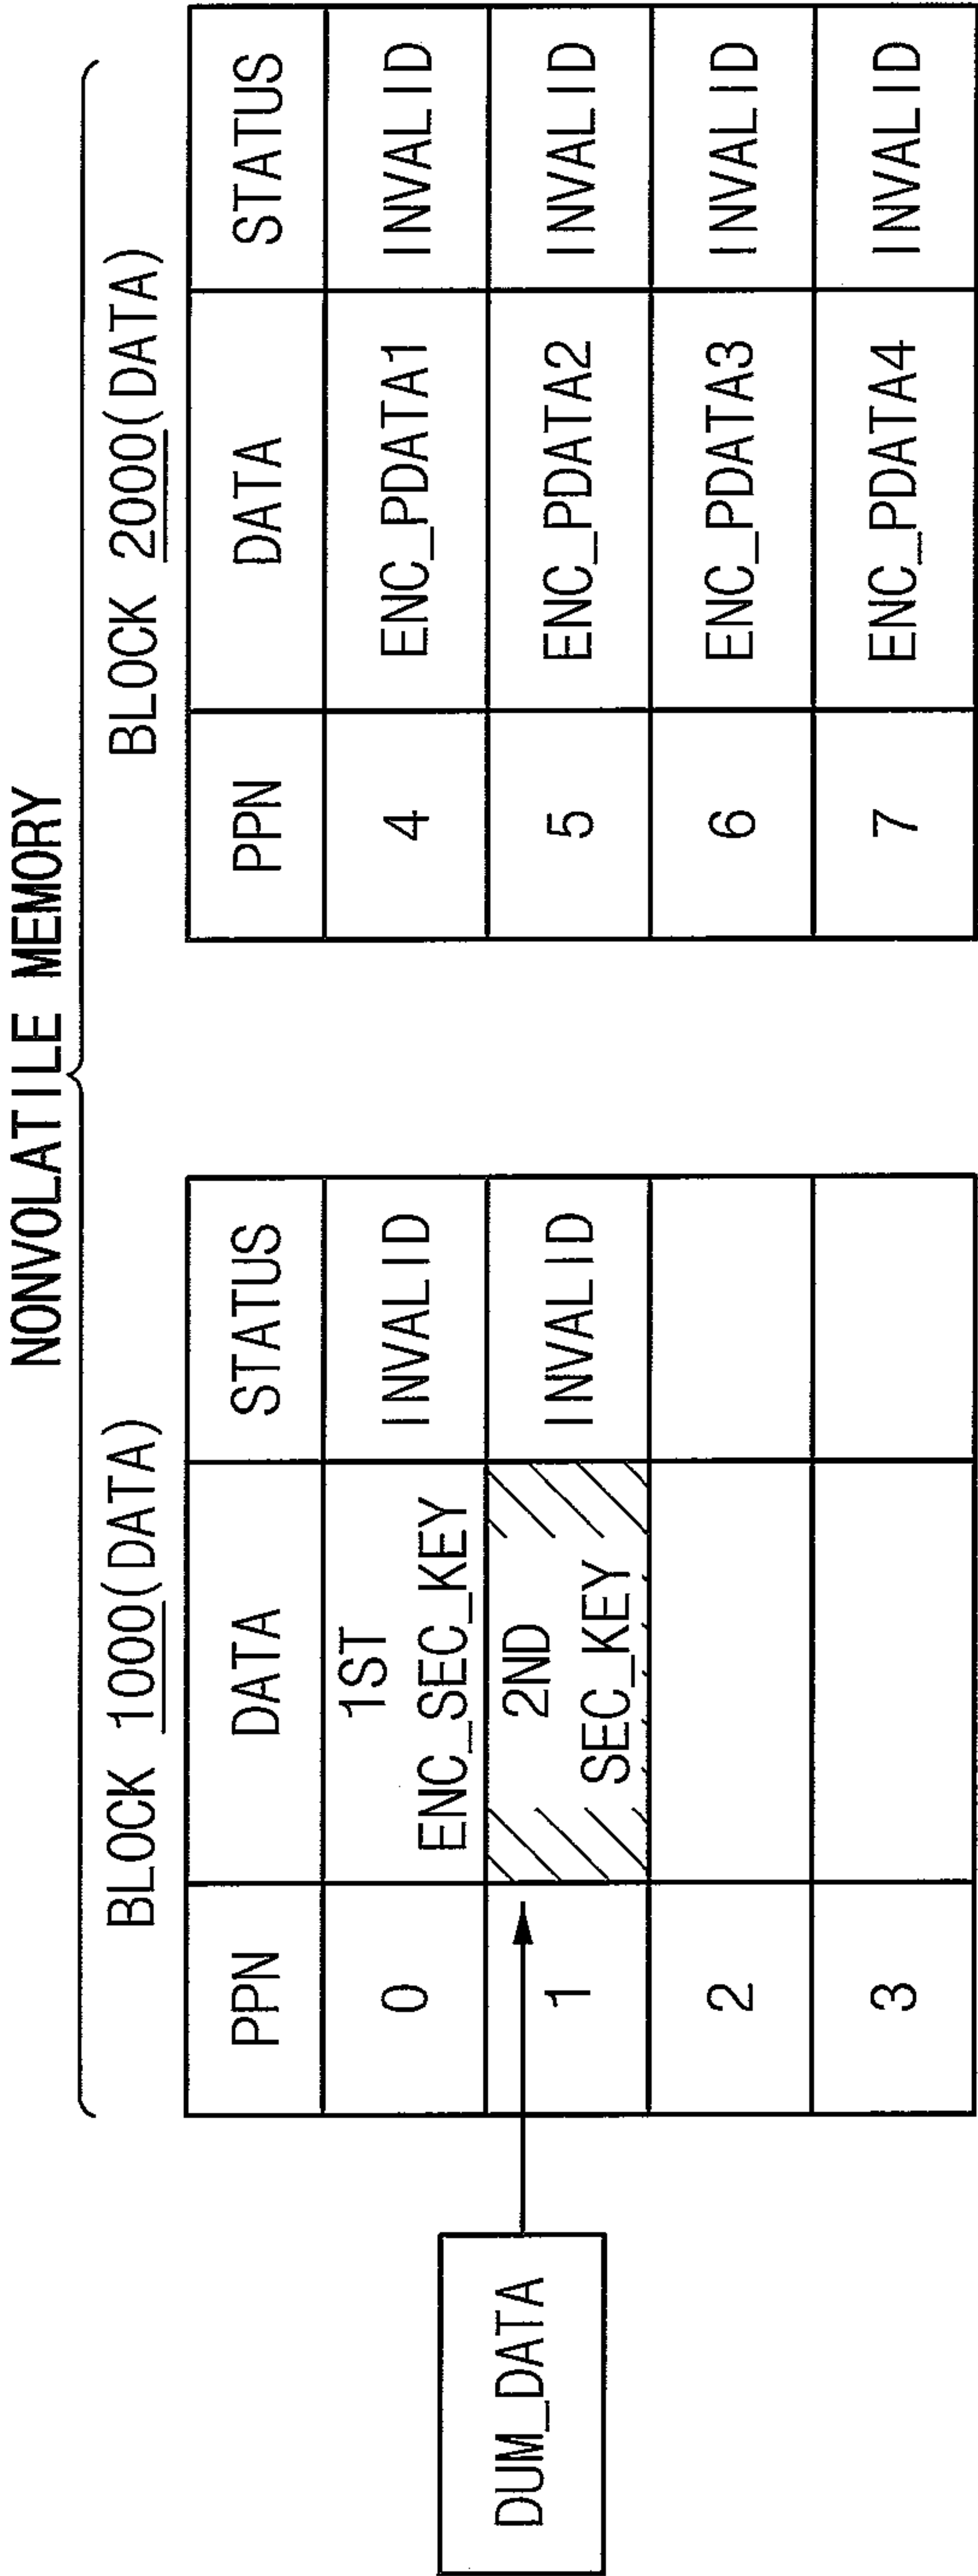 NONVOLATILE MEMORY
BLOCK 1000(DATA)
PPN DATA STATUS
0 1ST ENC_SEC_KEY INVALID
1 2ND SEC_KEY INVALID
2
3
DUM_DATA
BLOCK 2000(DATA)
PPN DATA STATUS
4 ENC_PDATA1 INVALID
5 ENC_PDATA2 INVALID
6 ENC_PDATA3 INVALID
7 ENC_PDATA4 INVALID